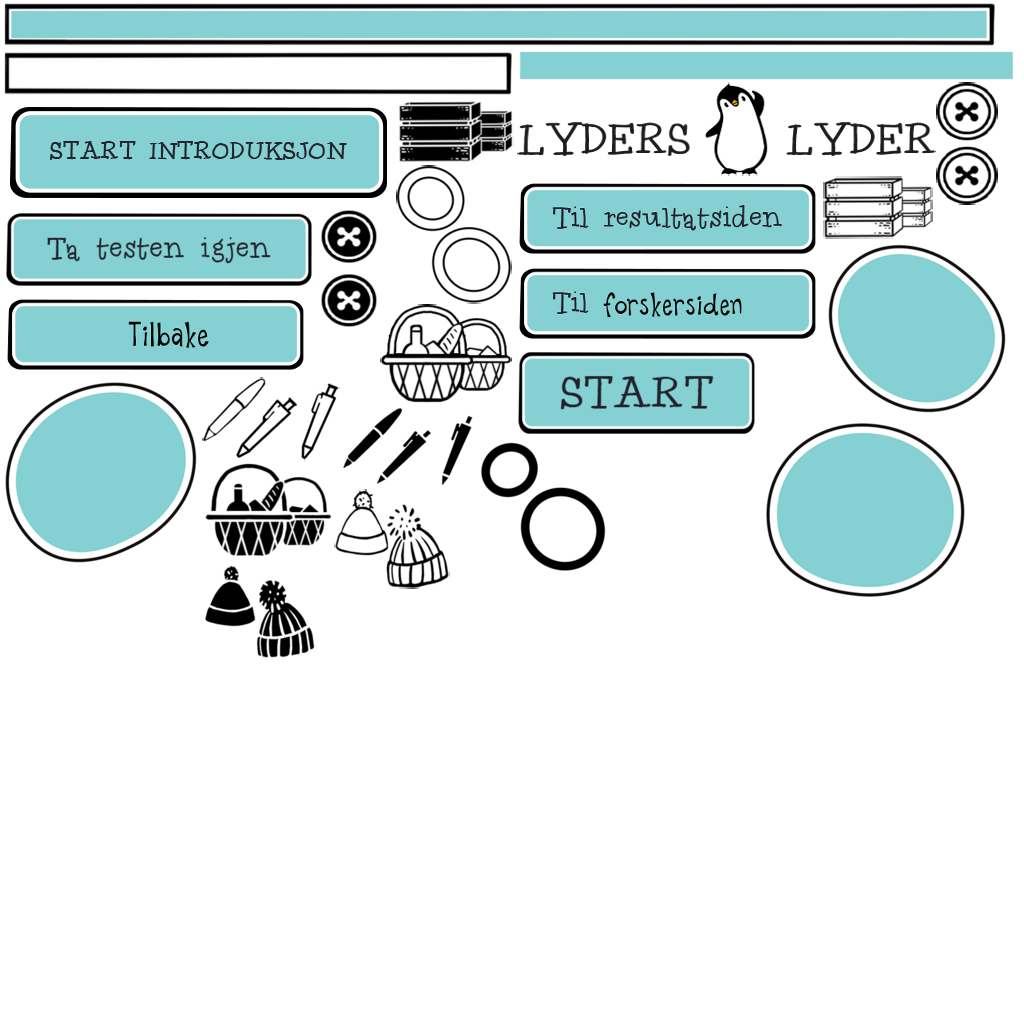 LYDERS LYDER
START INTRODUKSJON
Til resultatsiden
Ta testen igjen
Til forskersiden
Tilbake
START